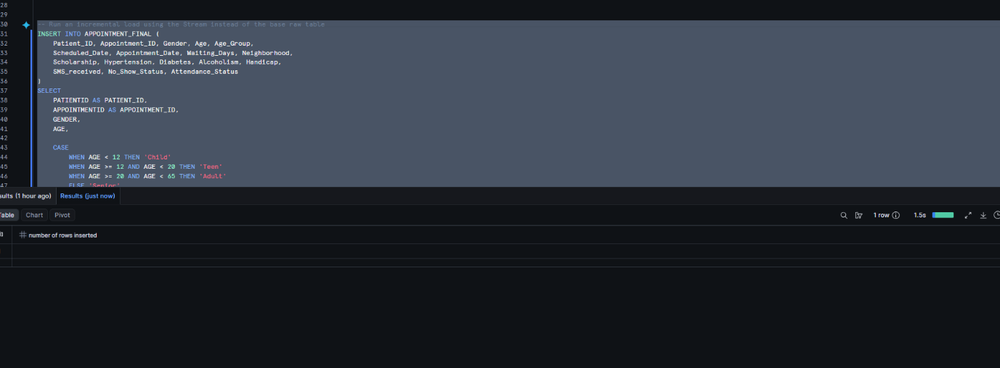 28
29
30 -- Run an incremental load using the Stream instead of the base raw table
31 INSERT INTO APPOINTMENT_FINAL (
32 Patient_ID, Appointment_ID, Gender, Age, Age_Group,
33 Scheduled_Date, Appointment_Date, Waiting_Days, Neighborhood,
34 Scholarship, Hypertension, Diabetes, Alcoholism, Handicap,
35 SMS_received, No_Show_Status, Attendance_Status
36 )
37 SELECT
38 PATIENTID AS PATIENT_ID,
39 APPOINTMENTID AS APPOINTMENT_ID,
40 GENDER,
41 AGE,
42
43 CASE
44 WHEN AGE < 12 THEN 'Child'
45 WHEN AGE >= 12 AND AGE < 20 THEN 'Teen'
46 WHEN AGE >= 20 AND AGE < 65 THEN 'Adult'
47 ELSE 'Senior'
sults (1 hour ago) Results (just now)
Table Chart Pivot 1 row 1.5s
number of rows inserted